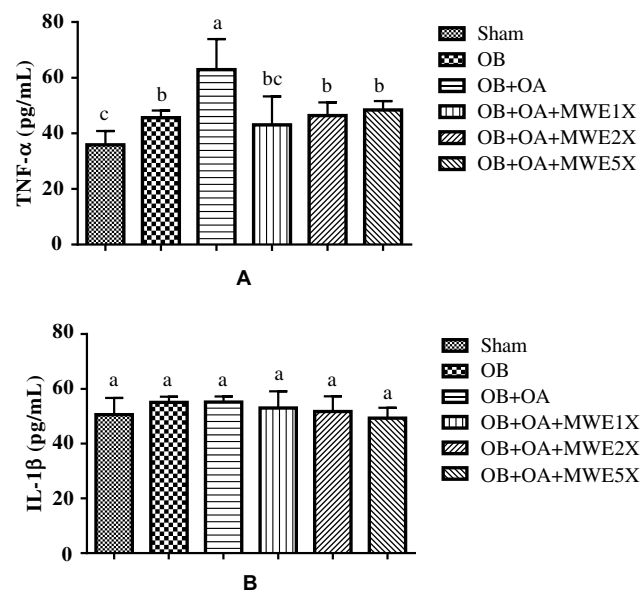 80
60
40
20
0
TNF-α (pg/mL)
c
b
a
bc
b
b
Sham
OB
OB+OA
OB+OA+MWE1X
OB+OA+MWE2X
OB+OA+MWE5X
A
80
60
40
20
0
IL-1β (pg/mL)
a
a
a
a
a
a
Sham
OB
OB+OA
OB+OA+MWE1X
OB+OA+MWE2X
OB+OA+MWE5X
B